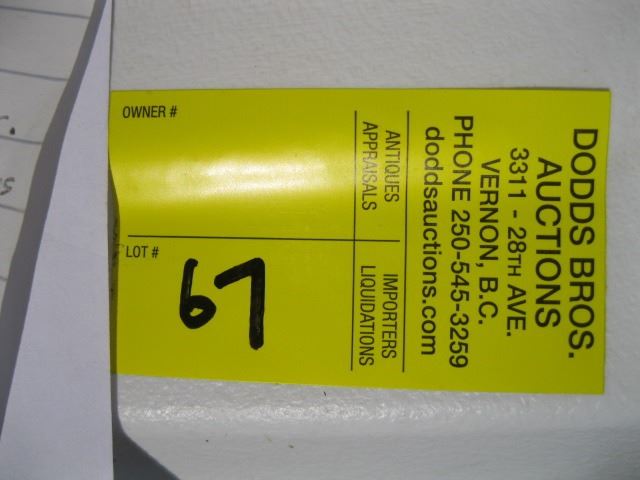 DODDS BROS.
AUCTIONS
3311 - 28TH AVE.
VERNON, B.C.
PHONE 250-545-3259
doddsauctions.com
ANTIQUES
APPRAISALS
IMPORTERS
LIQUIDATIONS
OWNER #
LOT #
67